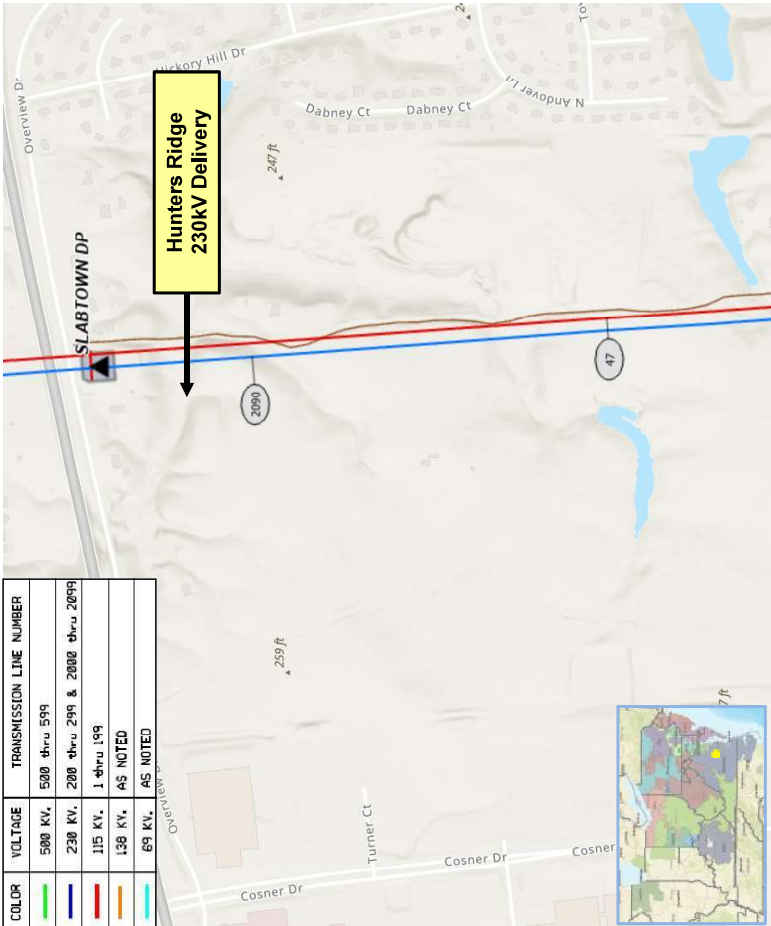 Hickory Hill Dr
Overview Dr
Dabney Ct
Dabney Ct
N Andover Ln
247 ft
Hunters Ridge
230kV Delivery
SLABTOWN DP
2090
47
259 ft
COLOR VOLTAGE TRANSMISSION LINE NUMBER
500 KV. 500 thru 599
230 KV. 200 thru 299 & 2000 thru 2099
115 KV. 1 thru 199
138 KV. AS NOTED
69 KV. AS NOTED
Overview
Turner Ct
Cosner Dr
Cosner Dr
Cosner
7 ft